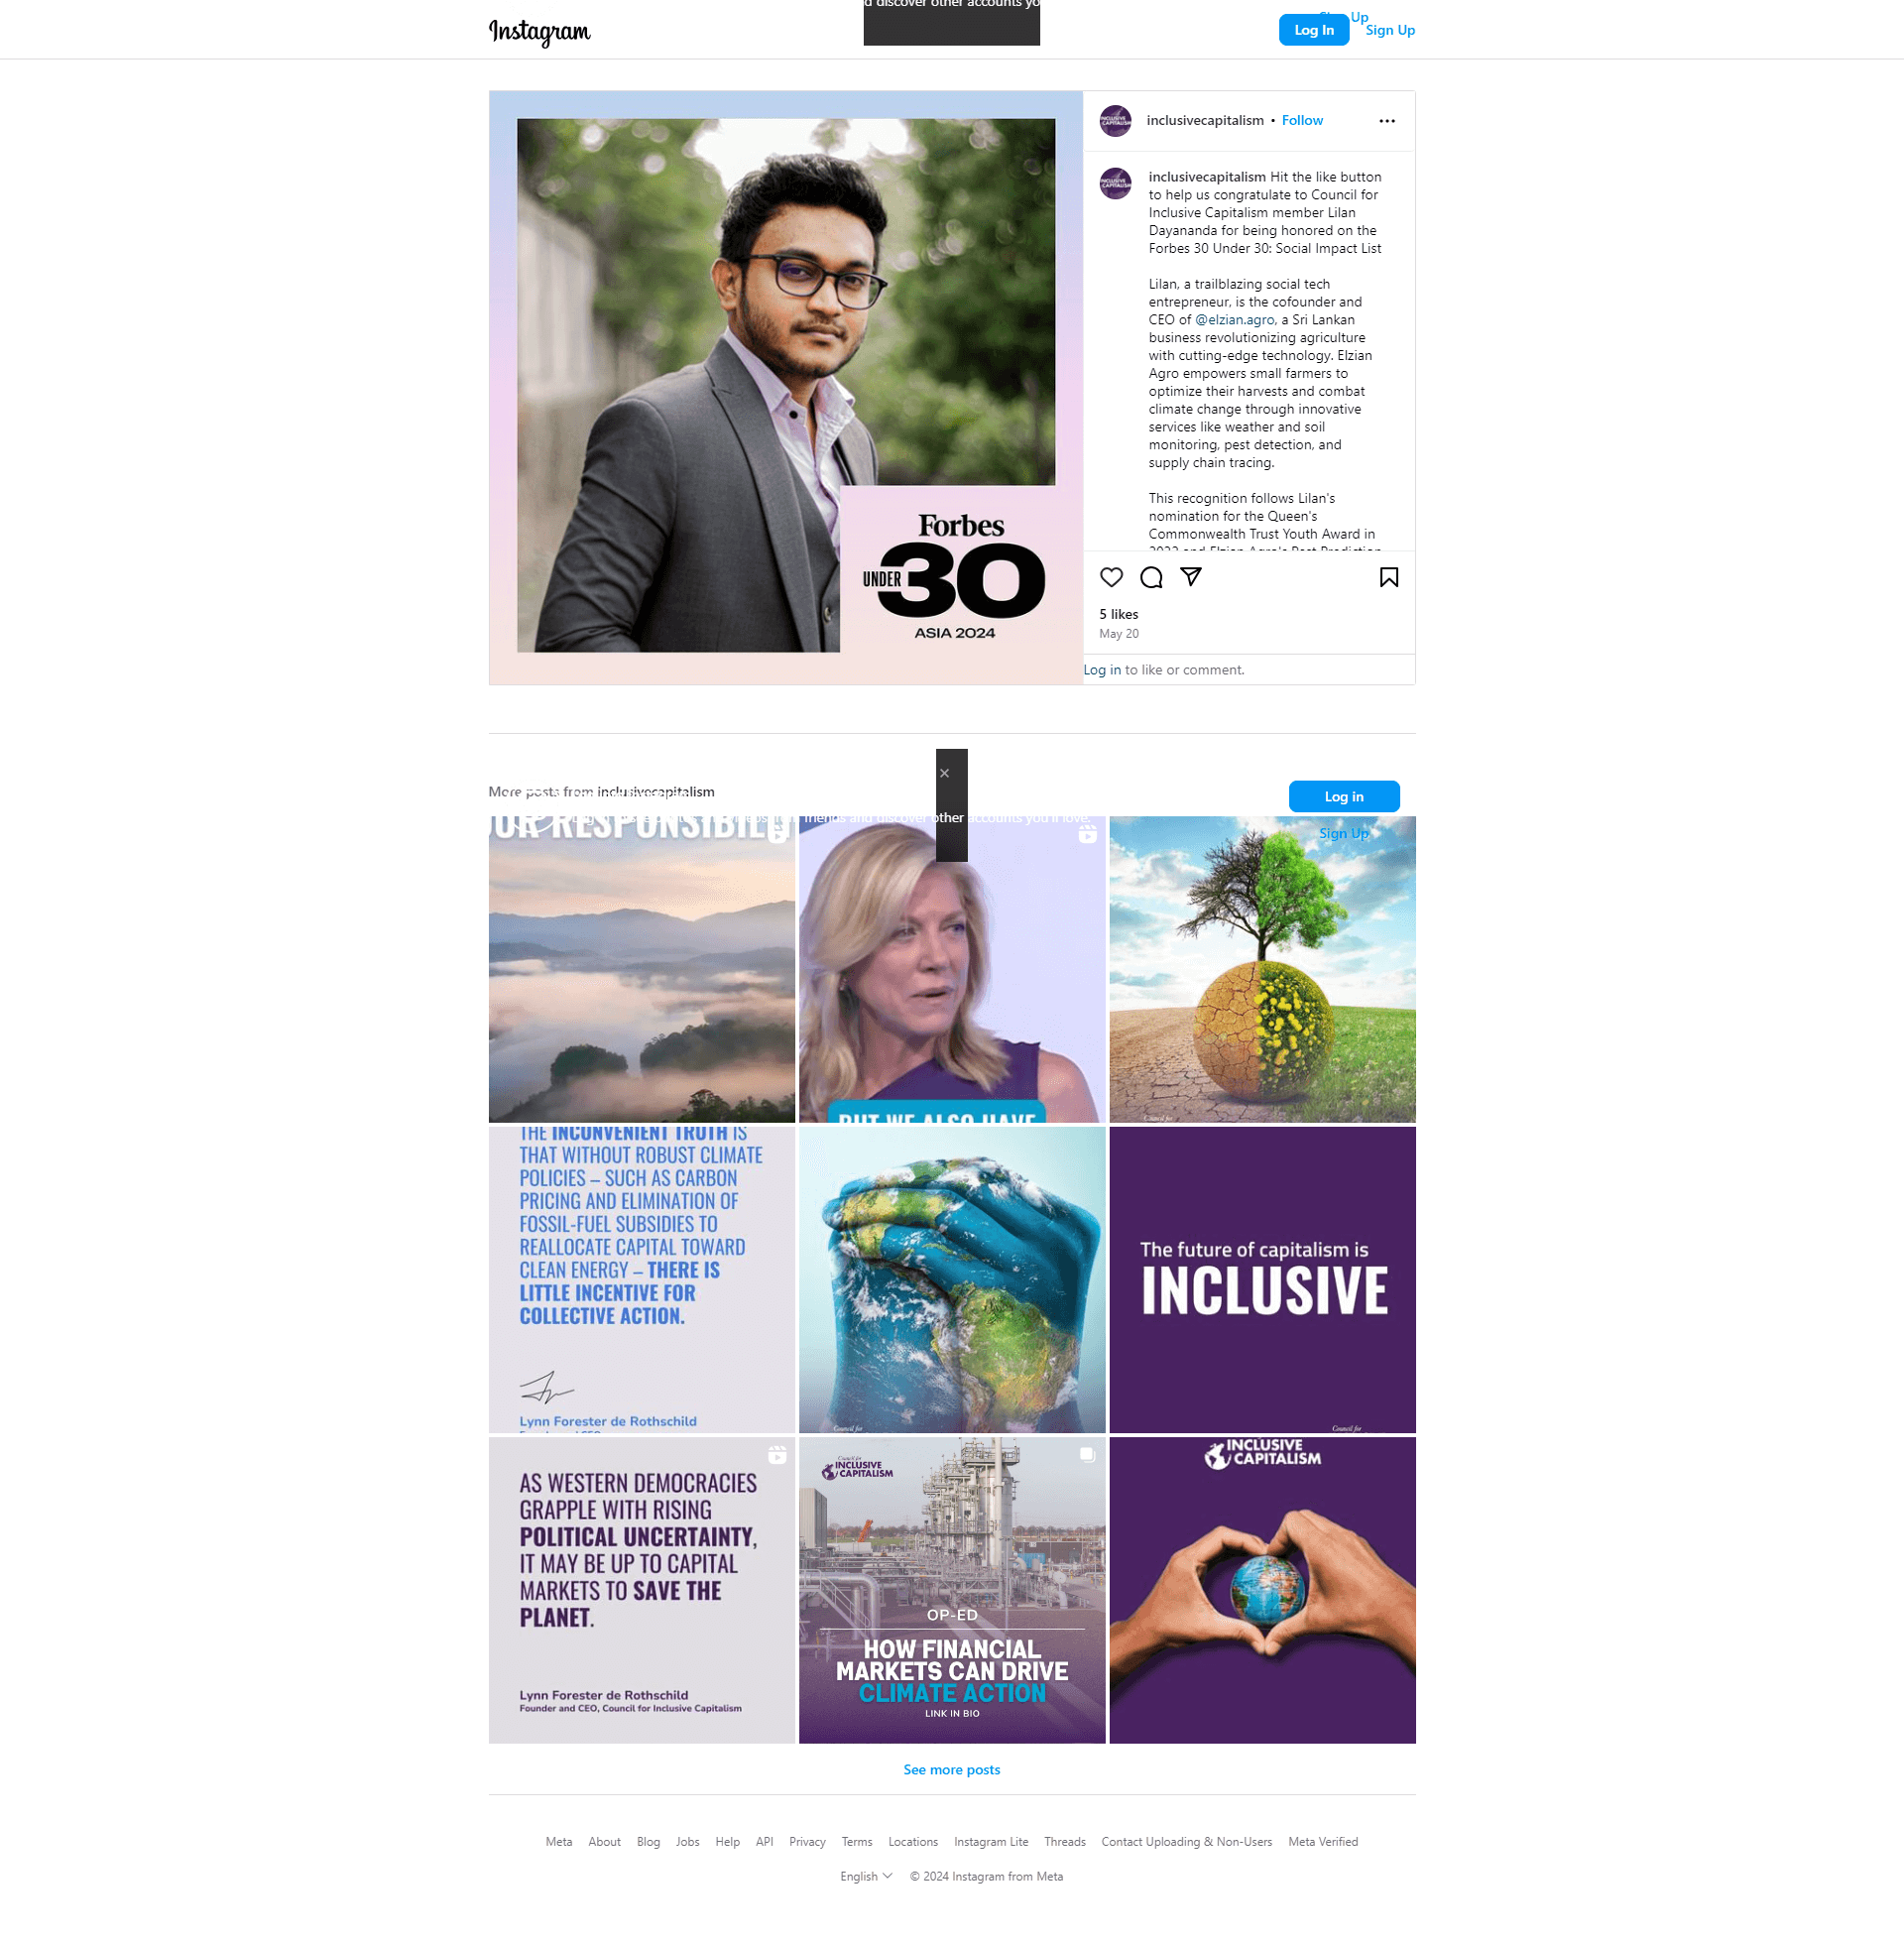 d discover other accounts yo
Instagram
Log In
Sign Up
Sign Up
inclusivecapitalism • Follow
inclusivecapitalism Hit the like button
to help us congratulate to Council for
Inclusive Capitalism member Lilan
Dayananda for being honored on the
Forbes 30 Under 30: Social Impact List
Lilan, a trailblazing social tech
entrepreneur, is the cofounder and
CEO of @elzian.agro, a Sri Lankan
business revolutionizing agriculture
with cutting-edge technology. Elzian
Agro empowers small farmers to
optimize their harvests and combat
climate change through innovative
services like weather and soil
monitoring, pest detection, and
supply chain tracing.
This recognition follows Lilan's
nomination for the Queen's
Commonwealth Trust Youth Award in
Forbes
UNDER 30
ASIA 2024
5 likes
May 20
Log in to like or comment.
More posts from inclusivecapitalism
Log in
Sign Up
friends and discover other accounts you'll love.
OUR RESPONSIBIL
BUT WE ALSO HAVE
Council for
THE INCONVENIENT TRUTH IS
THAT WITHOUT ROBUST CLIMATE
POLICIES – SUCH AS CARBON
PRICING AND ELIMINATION OF
FOSSIL-FUEL SUBSIDIES TO
REALLOCATE CAPITAL TOWARD
CLEAN ENERGY – THERE IS
LITTLE INCENTIVE FOR
COLLECTIVE ACTION.
Lynn Forester de Rothschild
Council for
The future of capitalism is
INCLUSIVE
Council for
AS WESTERN DEMOCRACIES
GRAPPLE WITH RISING
POLITICAL UNCERTAINTY,
IT MAY BE UP TO CAPITAL
MARKETS TO SAVE THE
PLANET.
Lynn Forester de Rothschild
Founder and CEO, Council for Inclusive Capitalism
Council for
INCLUSIVE
CAPITALISM
OP-ED
HOW FINANCIAL
MARKETS CAN DRIVE
CLIMATE ACTION
LINK IN BIO
INCLUSIVE
CAPITALISM
See more posts
Meta About Blog Jobs Help API Privacy Terms Locations Instagram Lite Threads Contact Uploading & Non-Users Meta Verified
English © 2024 Instagram from Meta